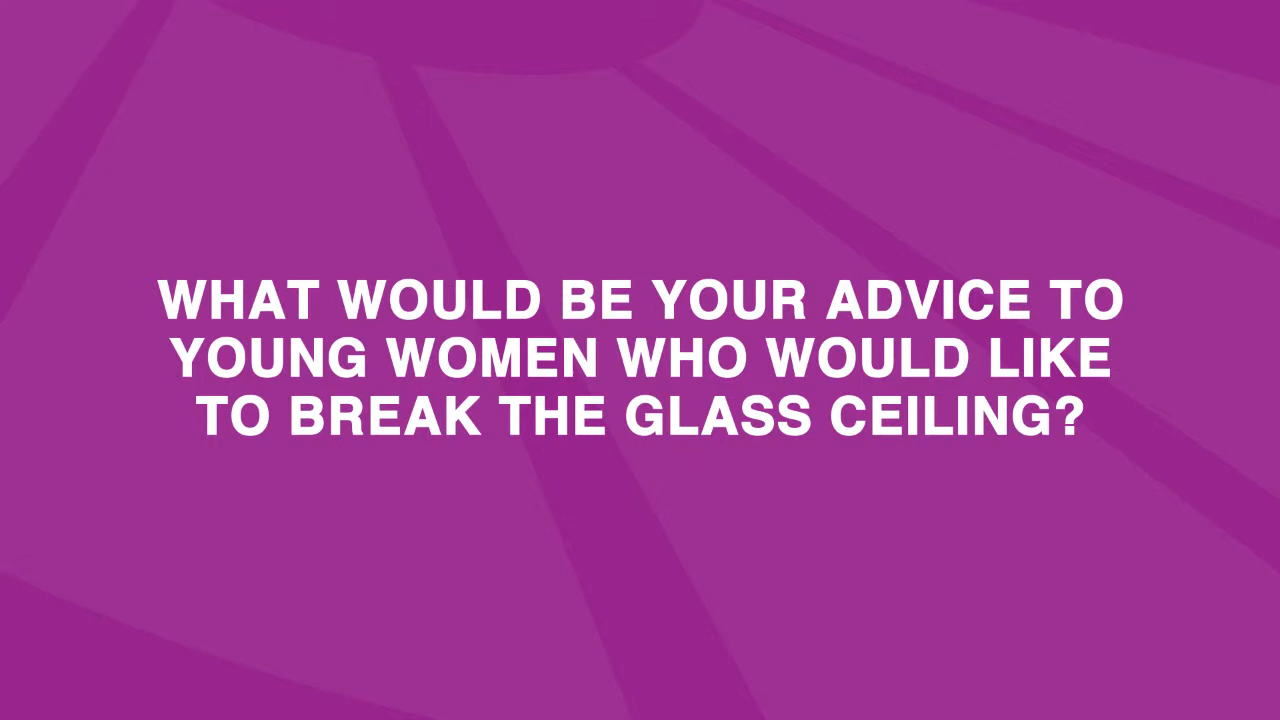 WHAT WOULD BE YOUR ADVICE TO
YOUNG WOMEN WHO WOULD LIKE
TO BREAK THE GLASS CEILING?